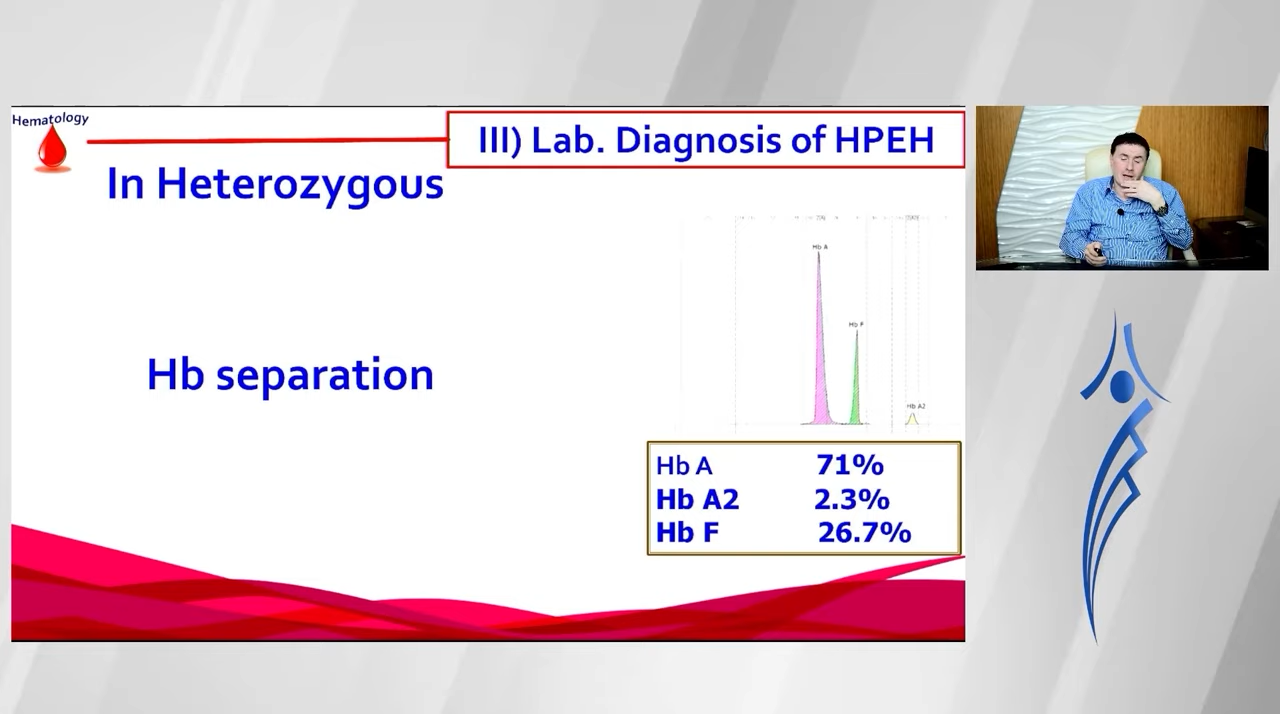 Hematology
III) Lab. Diagnosis of HPEH
In Heterozygous
Hb A
Hb F
Hb A2
Hb separation
Hb A 71%
Hb A2 2.3%
Hb F 26.7%